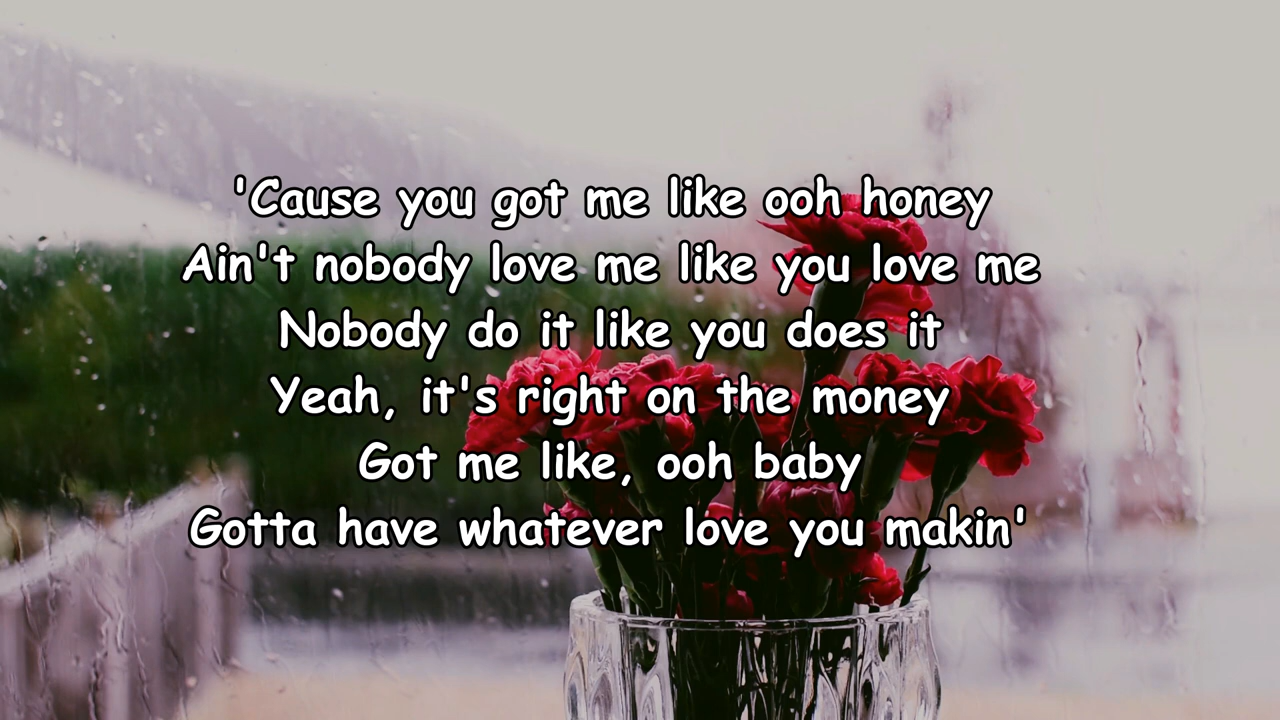 'Cause you got me like ooh honey
Ain't nobody love me like you love me
Nobody do it like you does it
Yeah, it's right on the money
Got me like, ooh baby
Gotta have whatever love you makin'